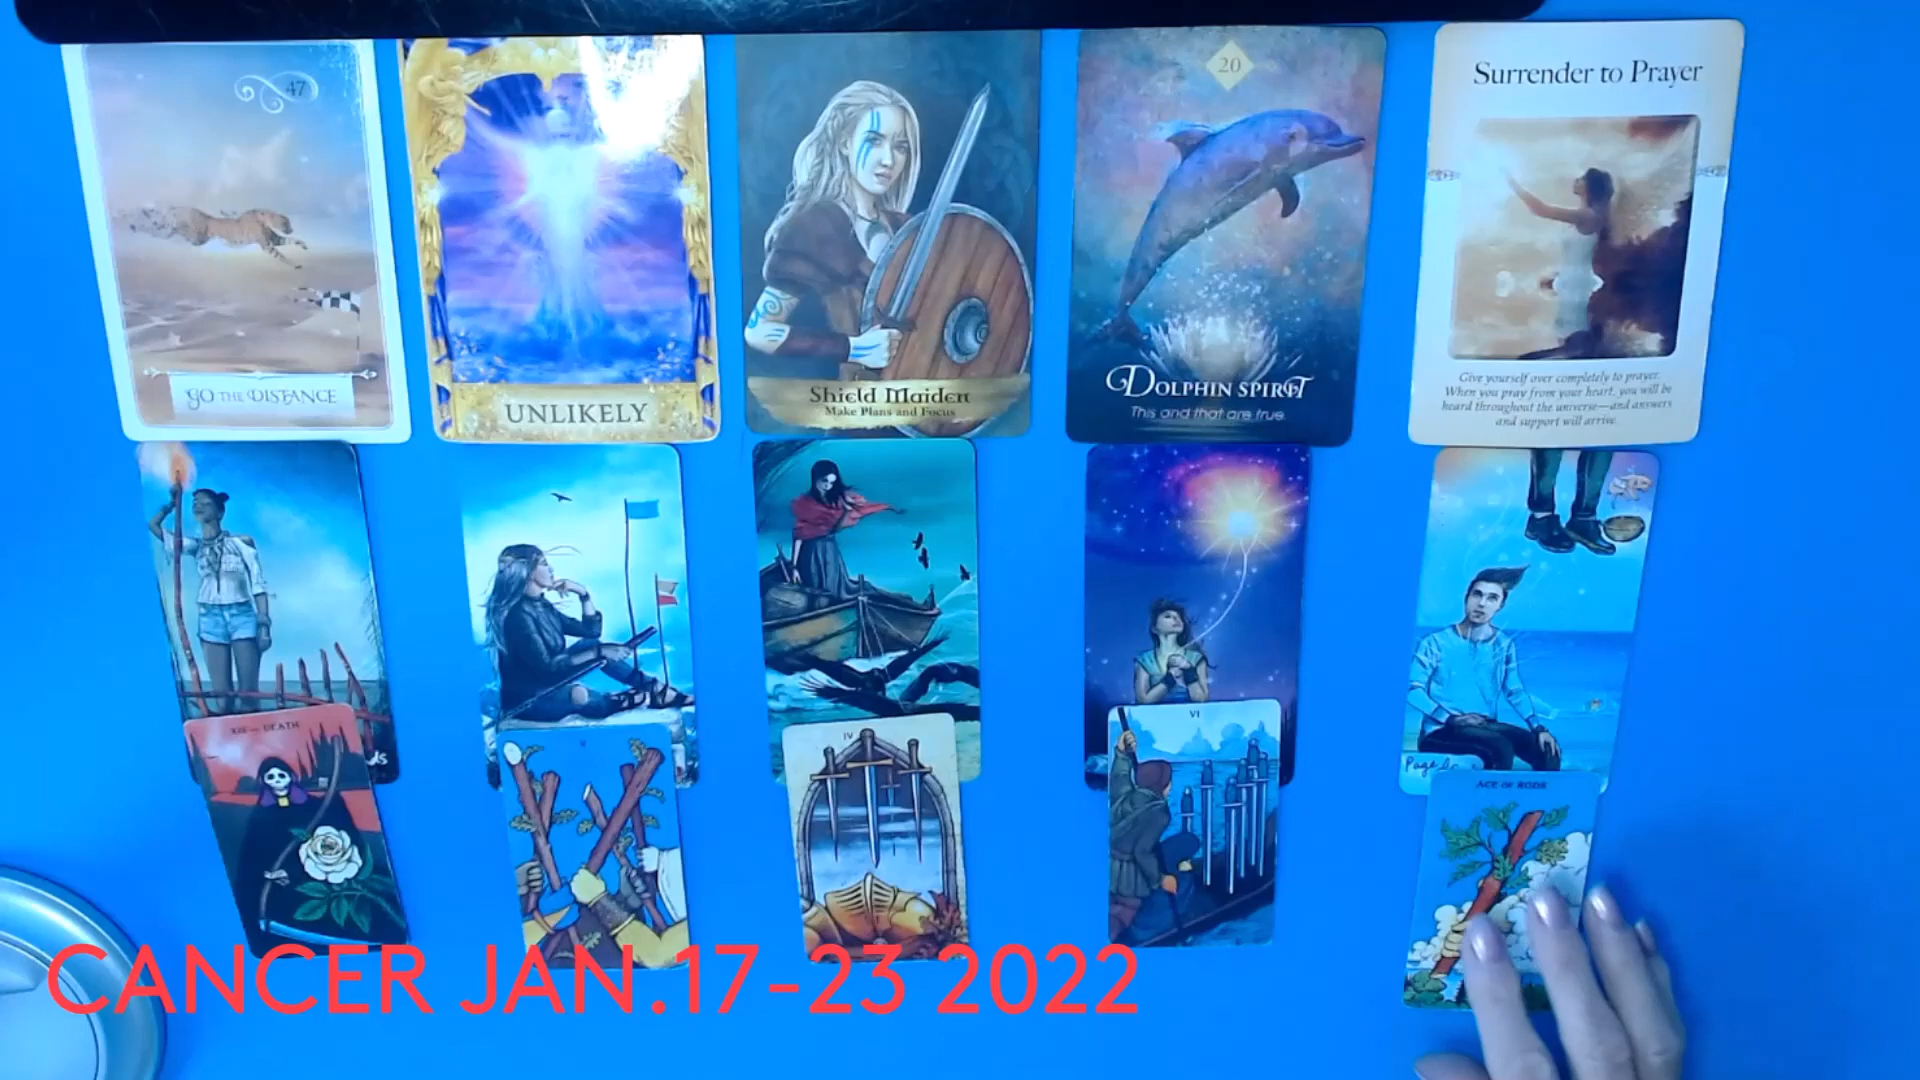 47
GO THE DISTANCE
UNLIKELY
Shield Maiden
Make Plans and Focus
20
DOLPHIN SPIRIT
This and that are true.
Surrender to Prayer
Give yourself over completely to prayer.
When you pray from your heart, you will be
heard throughout the universe—and answers
and support will arrive.
XIII — DEATH
ds
V
IV
VI
Page
ACE OF RODS
CANCER JAN.17-23 2022